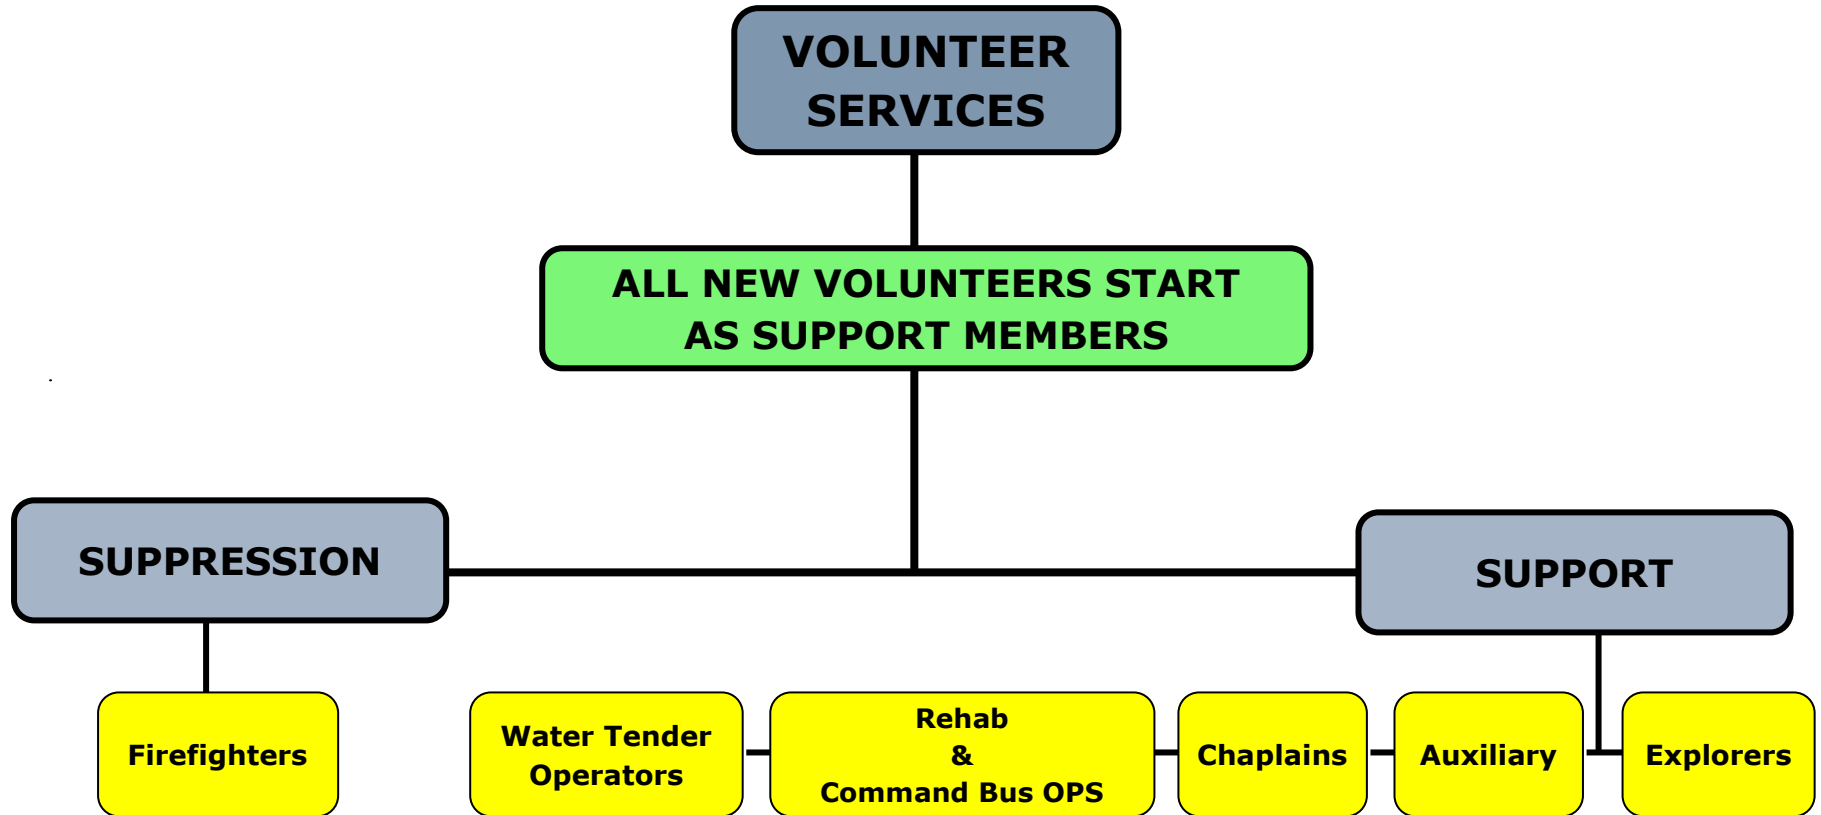 VOLUNTEER
SERVICES
ALL NEW VOLUNTEERS START
AS SUPPORT MEMBERS
SUPPRESSION
SUPPORT
Firefighters
Water Tender
Operators
Rehab
&
Command Bus OPS
Chaplains
Auxiliary
Explorers